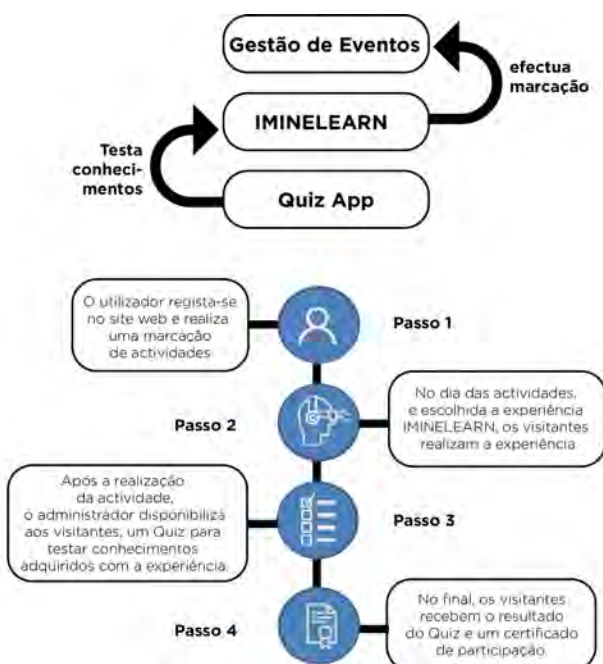 Gestão de Eventos
efectua
marcação
IMINELEARN
Testa
conheci-
mentos
Quiz App
O utilizador regista-se
no site web e realiza
uma marcação
de actividades
Passo 1
Passo 2
No dia das actividades,
e escolhida a experiência
IMINELEARN, os visitantes
realizam a experiência
Após a realização
da actividade,
o administrador disponibiliza
aos visitantes, um Quiz para
testar conhecimentos
adquiridos com a experiência
Passo 3
Passo 4
No final, os visitantes
recebem o resultado
do Quiz e um certificado
de participação